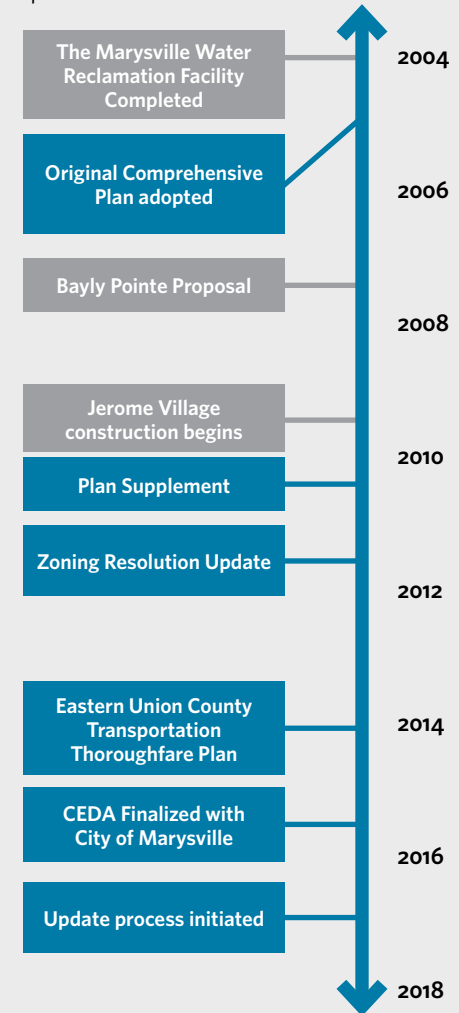 The Marysville Water
Reclamation Facility
Completed
2004
Original Comprehensive
Plan adopted
2006
Bayly Pointe Proposal
2008
Jerome Village
construction begins
2010
Plan Supplement
Zoning Resolution Update
2012
Eastern Union County
Transportation
Thoroughfare Plan
2014
CEDA Finalized with
City of Marysville
2016
Update process initiated
2018